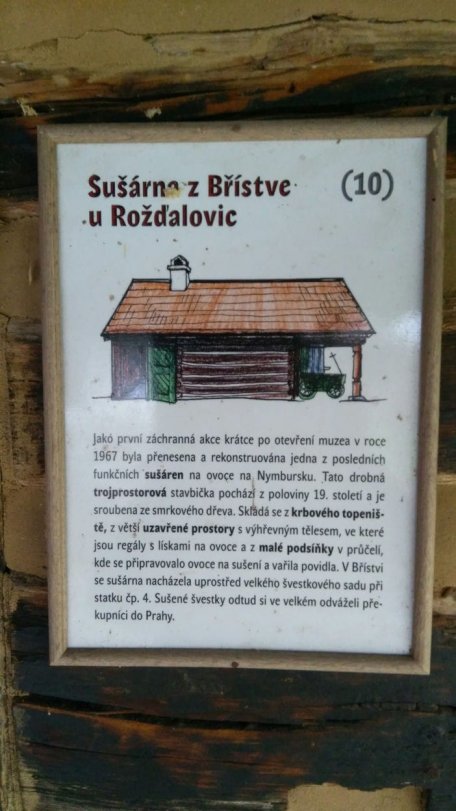 Sušárna z Bříství (10)
u Rožďalovic
Jako první záchranná akce krátce po otevření muzea v roce
1967 byla přenesena a rekonstruována jedna z posledních
funkčních sušáren na ovoce na Nymbursku. Tato drobná
trojprostorová stavbička pochází z poloviny 19. století a je
sroubena ze smrkového dřeva. Skládá se z krbového topeniš-
tě, z větší uzavřené prostory s výhřevným tělesem, ve které
jsou regály s lískami na ovoce a z malé podsíňky v průčelí,
kde se připravovalo ovoce na sušení a vařila povidla. V Bříství
se sušárna nacházela uprostřed velkého švestkového sadu při
statku čp. 4. Sušené švestky odtud si ve velkém odváželi pře-
kupníci do Prahy.